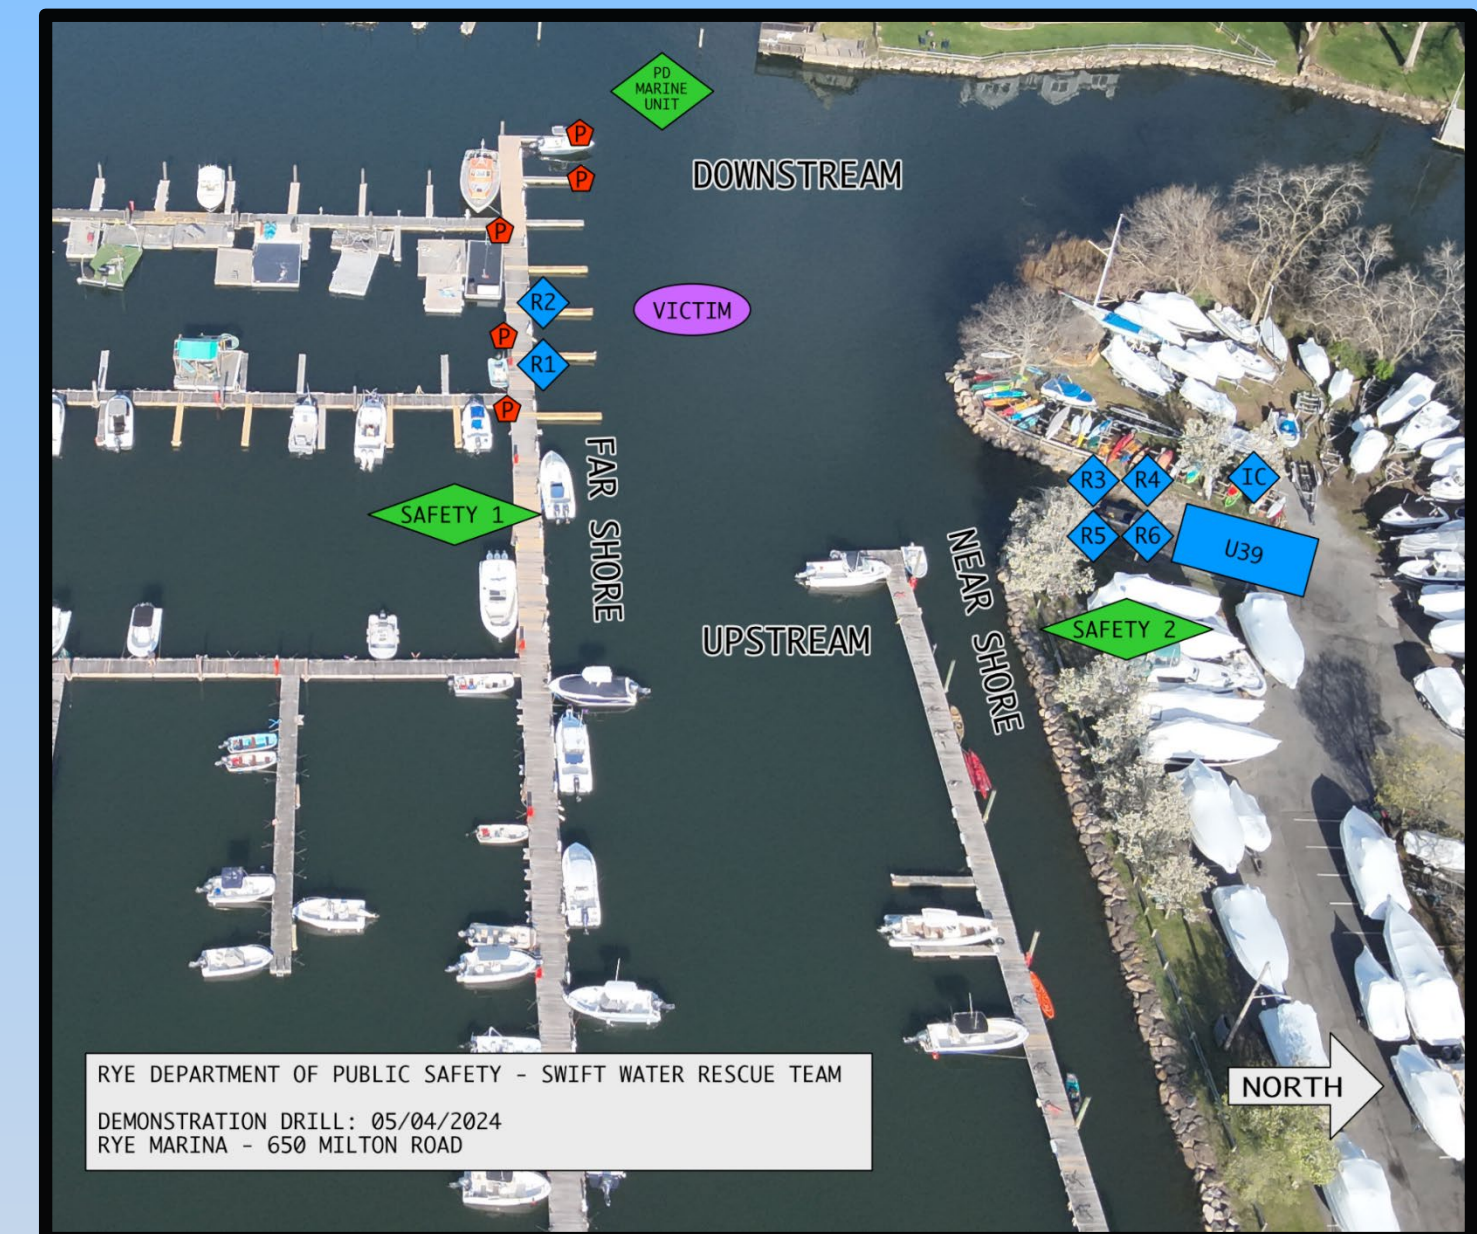 PD
MARINE
UNIT
P
P
DOWNSTREAM
P
R2
VICTIM
P
R1
P
FAR SHORE
SAFETY 1
R3
R4
IC
R5
R6
U39
NEAR SHORE
SAFETY 2
UPSTREAM
RYE DEPARTMENT OF PUBLIC SAFETY - SWIFT WATER RESCUE TEAM
DEMONSTRATION DRILL: 05/04/2024
RYE MARINA - 650 MILTON ROAD
NORTH